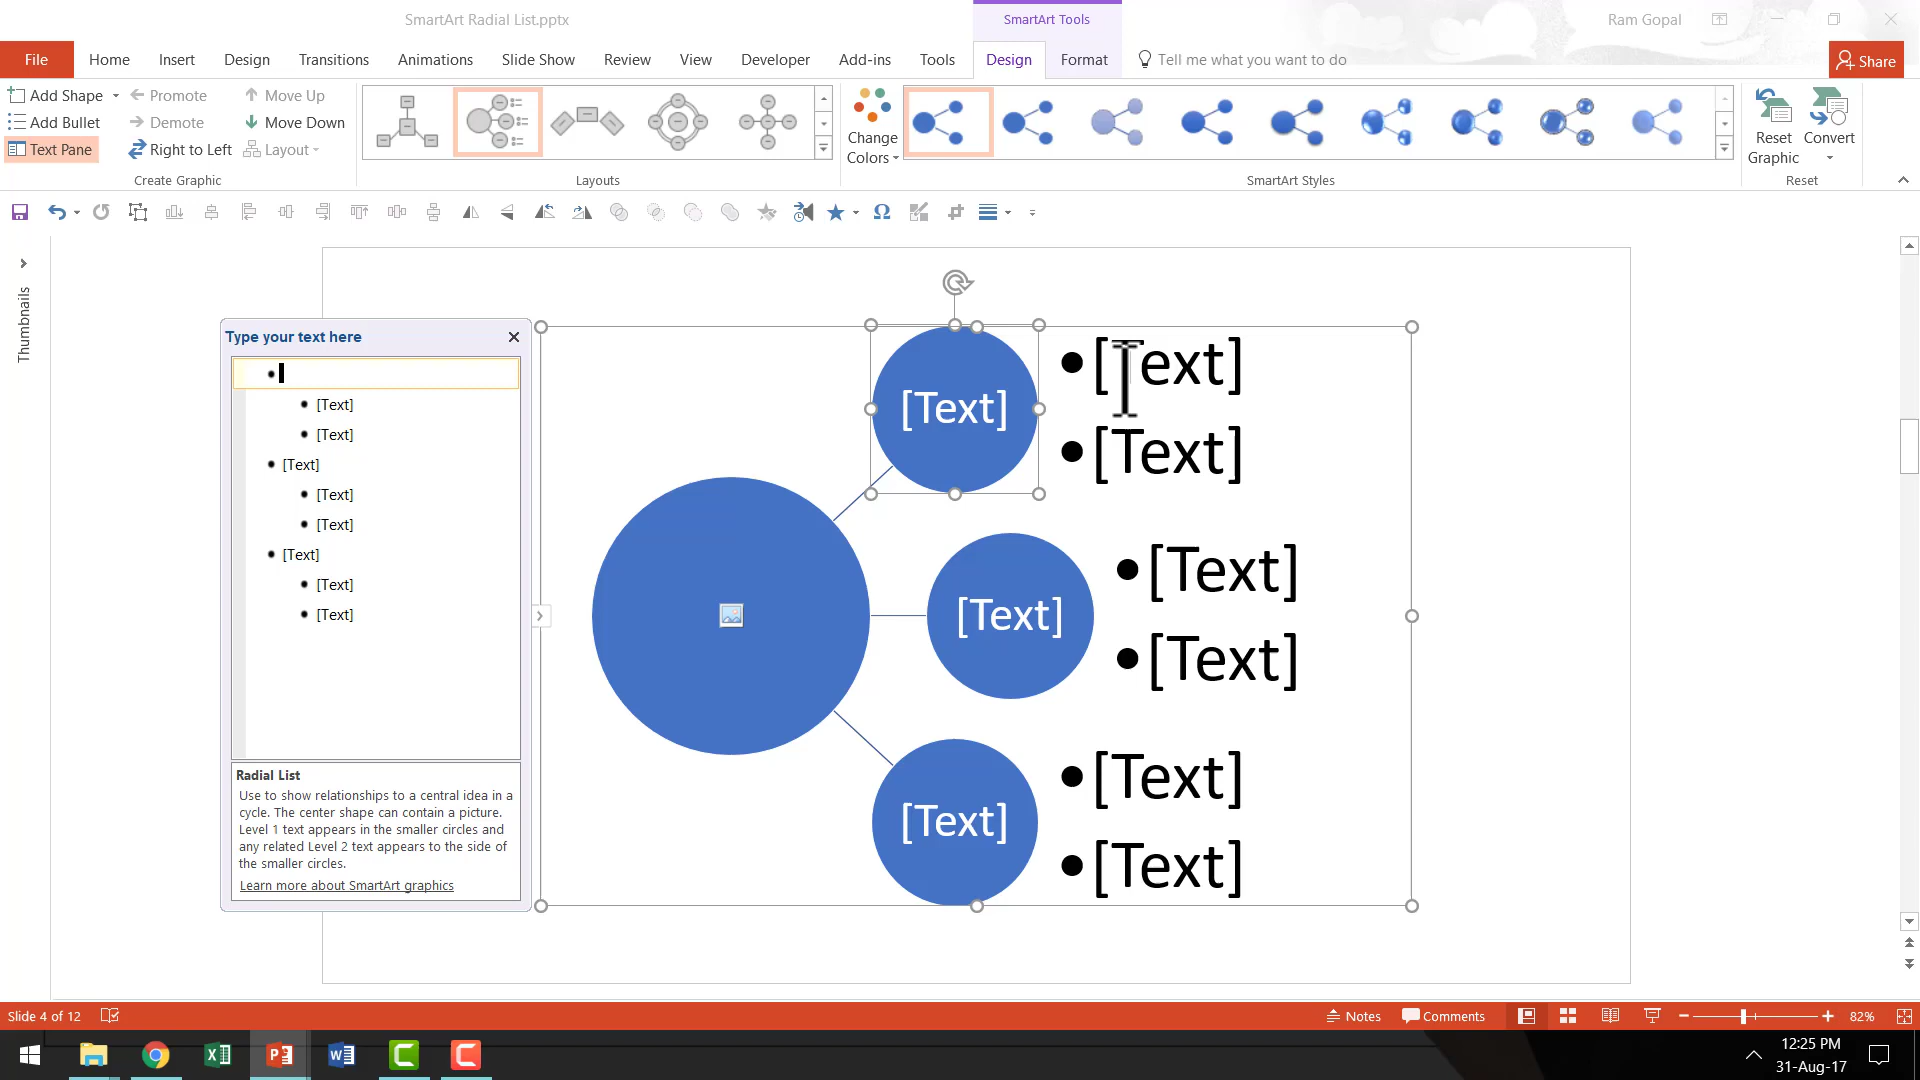 SmartArt Radial List.pptx
SmartArt Tools
Ram Gopal
File Home Insert Design Transitions Animations Slide Show Review View Developer Add-ins Tools Design Format Tell me what you want to do Share
Add Shape Promote Move Up
Add Bullet Demote Move Down
Text Pane Right to Left Layout
Create Graphic
Layouts
Change
Colors
SmartArt Styles
Reset
Graphic
Convert
Reset
Thumbnails
Type your text here
[Text]
[Text]
[Text]
[Text]
[Text]
[Text]
[Text]
[Text]
Radial List
Use to show relationships to a central idea in a
cycle. The center shape can contain a picture.
Level 1 text appears in the smaller circles and
any related Level 2 text appears to the side of
the smaller circles.
Learn more about SmartArt graphics
[Text]
• [Text]
• [Text]
[Text]
• [Text]
• [Text]
[Text]
• [Text]
• [Text]
Slide 4 of 12 Notes Comments 82%
12:25 PM
31-Aug-17